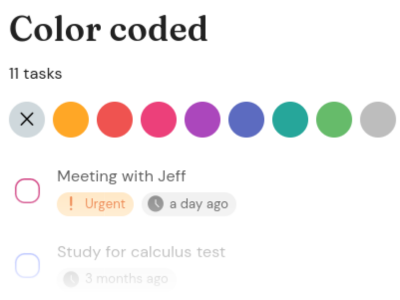 Color coded
11 tasks
Meeting with Jeff
! Urgent a day ago
Study for calculus test
3 months ago